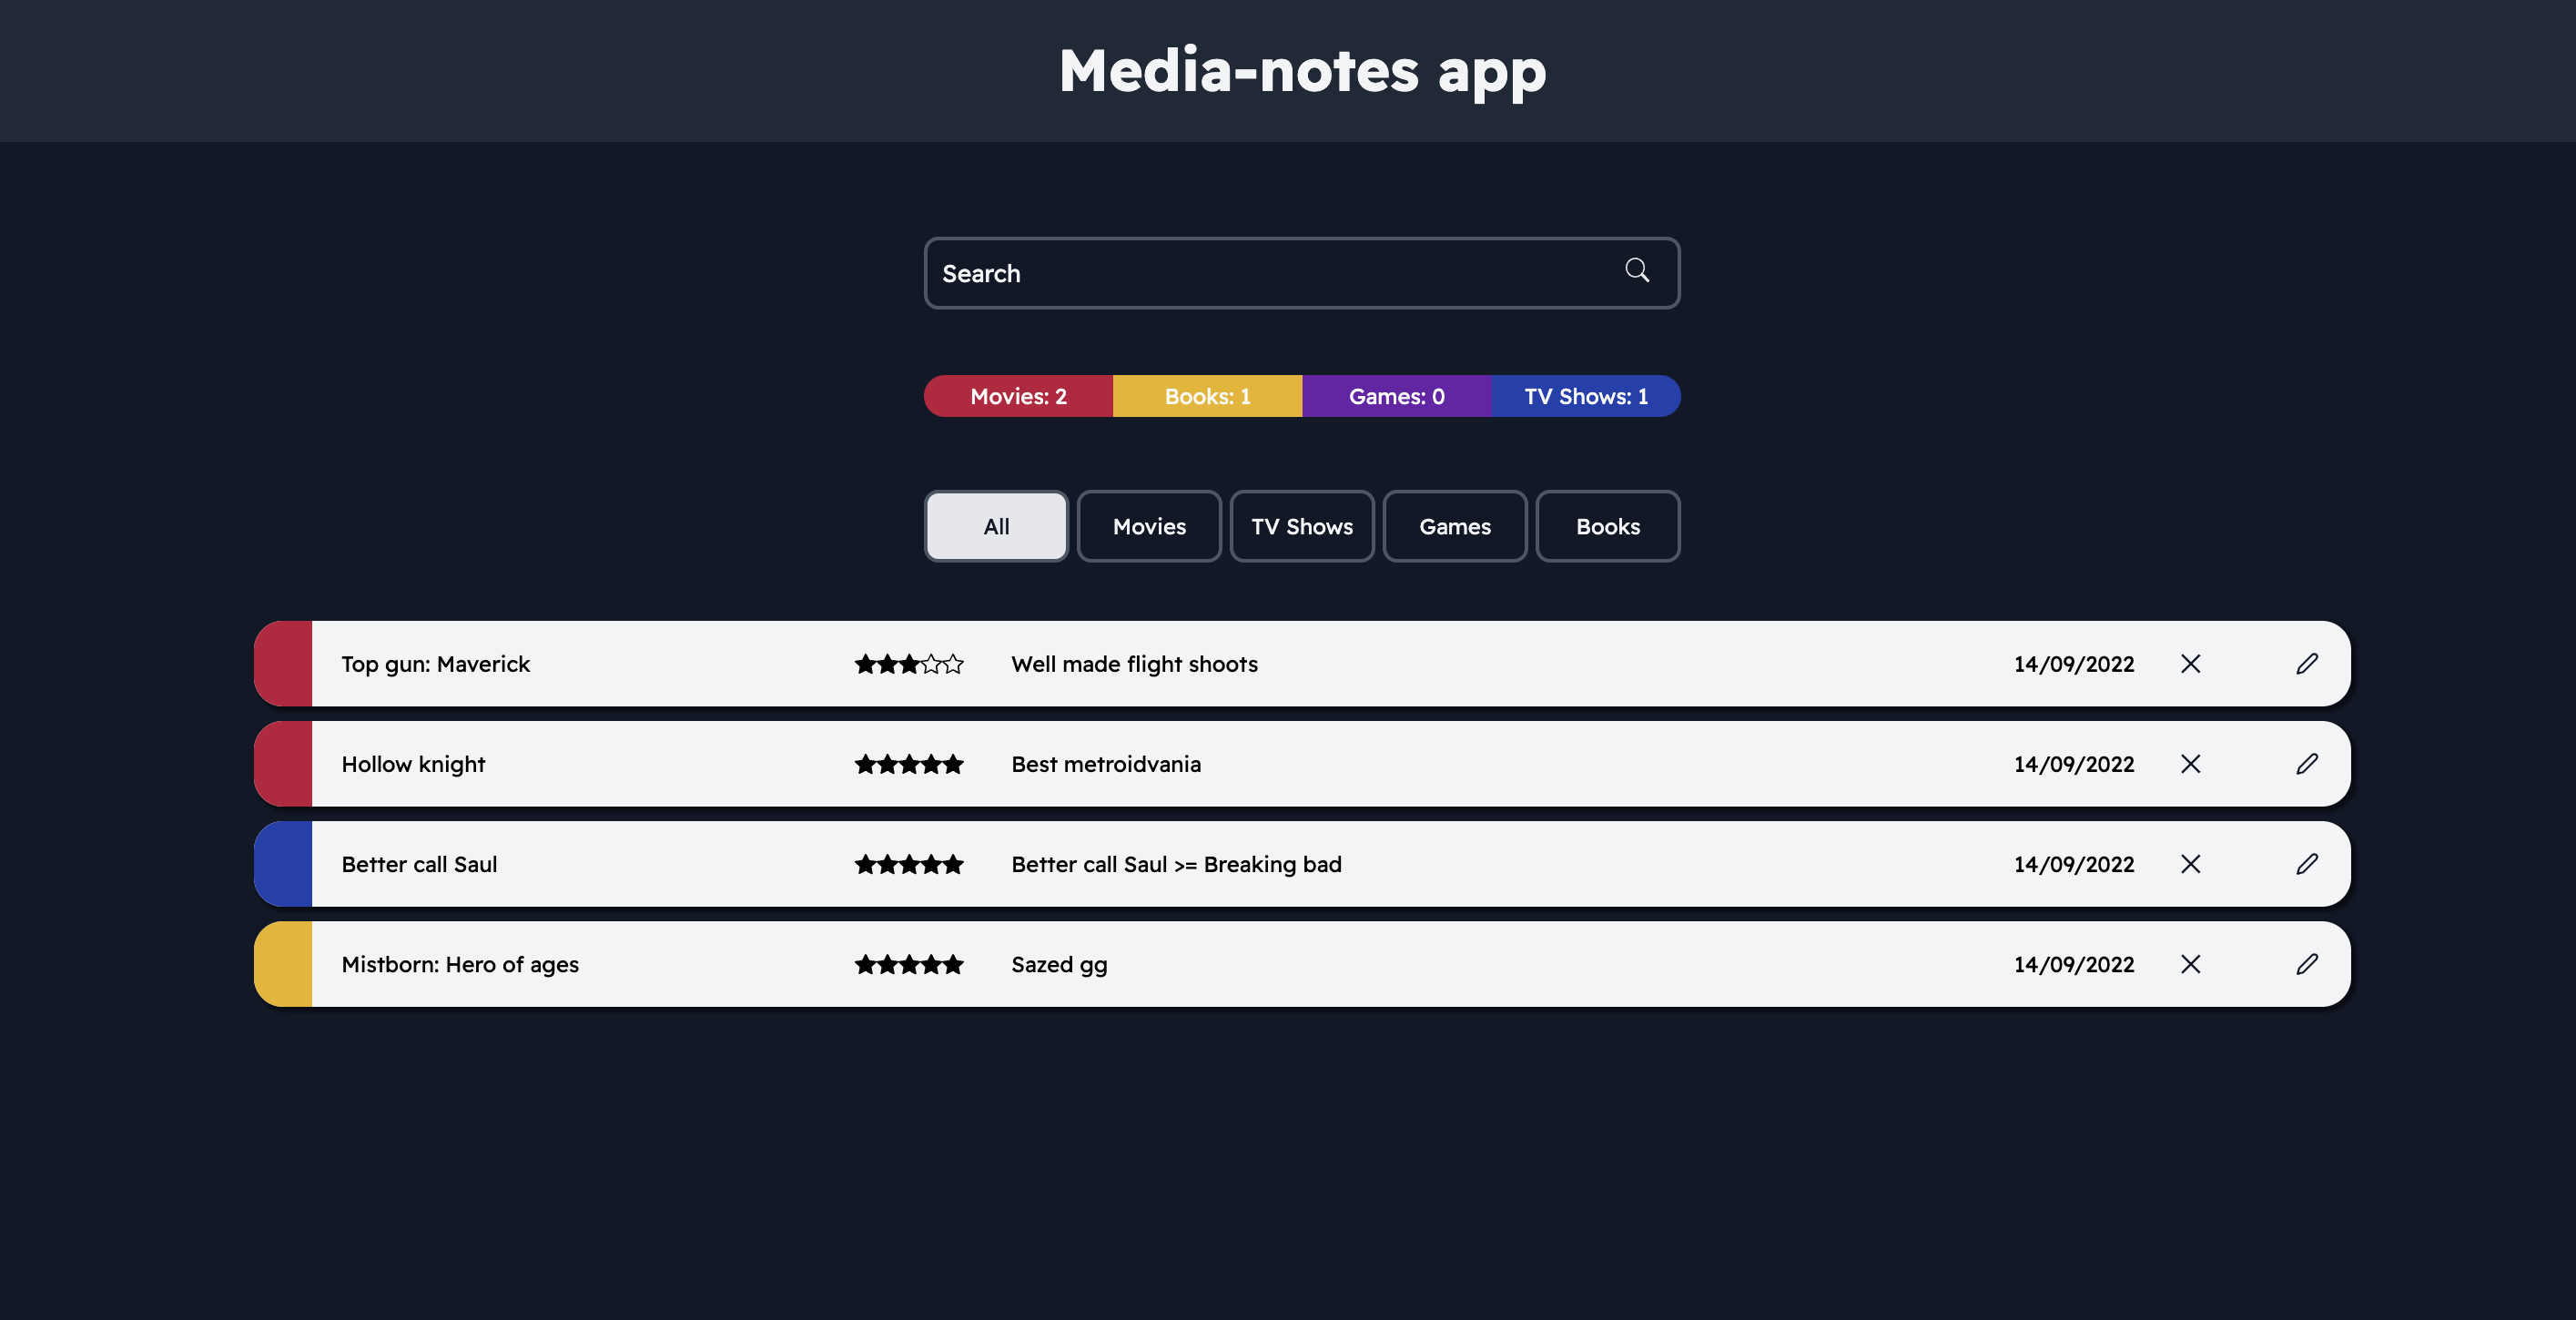 Media-notes app
Search
Movies: 2 Books: 1 Games: 0 TV Shows: 1
All Movies TV Shows Games Books
Top gun: Maverick Well made flight shoots 14/09/2022
Hollow knight Best metroidvania 14/09/2022
Better call Saul Better call Saul >= Breaking bad 14/09/2022
Mistborn: Hero of ages Sazed gg 14/09/2022